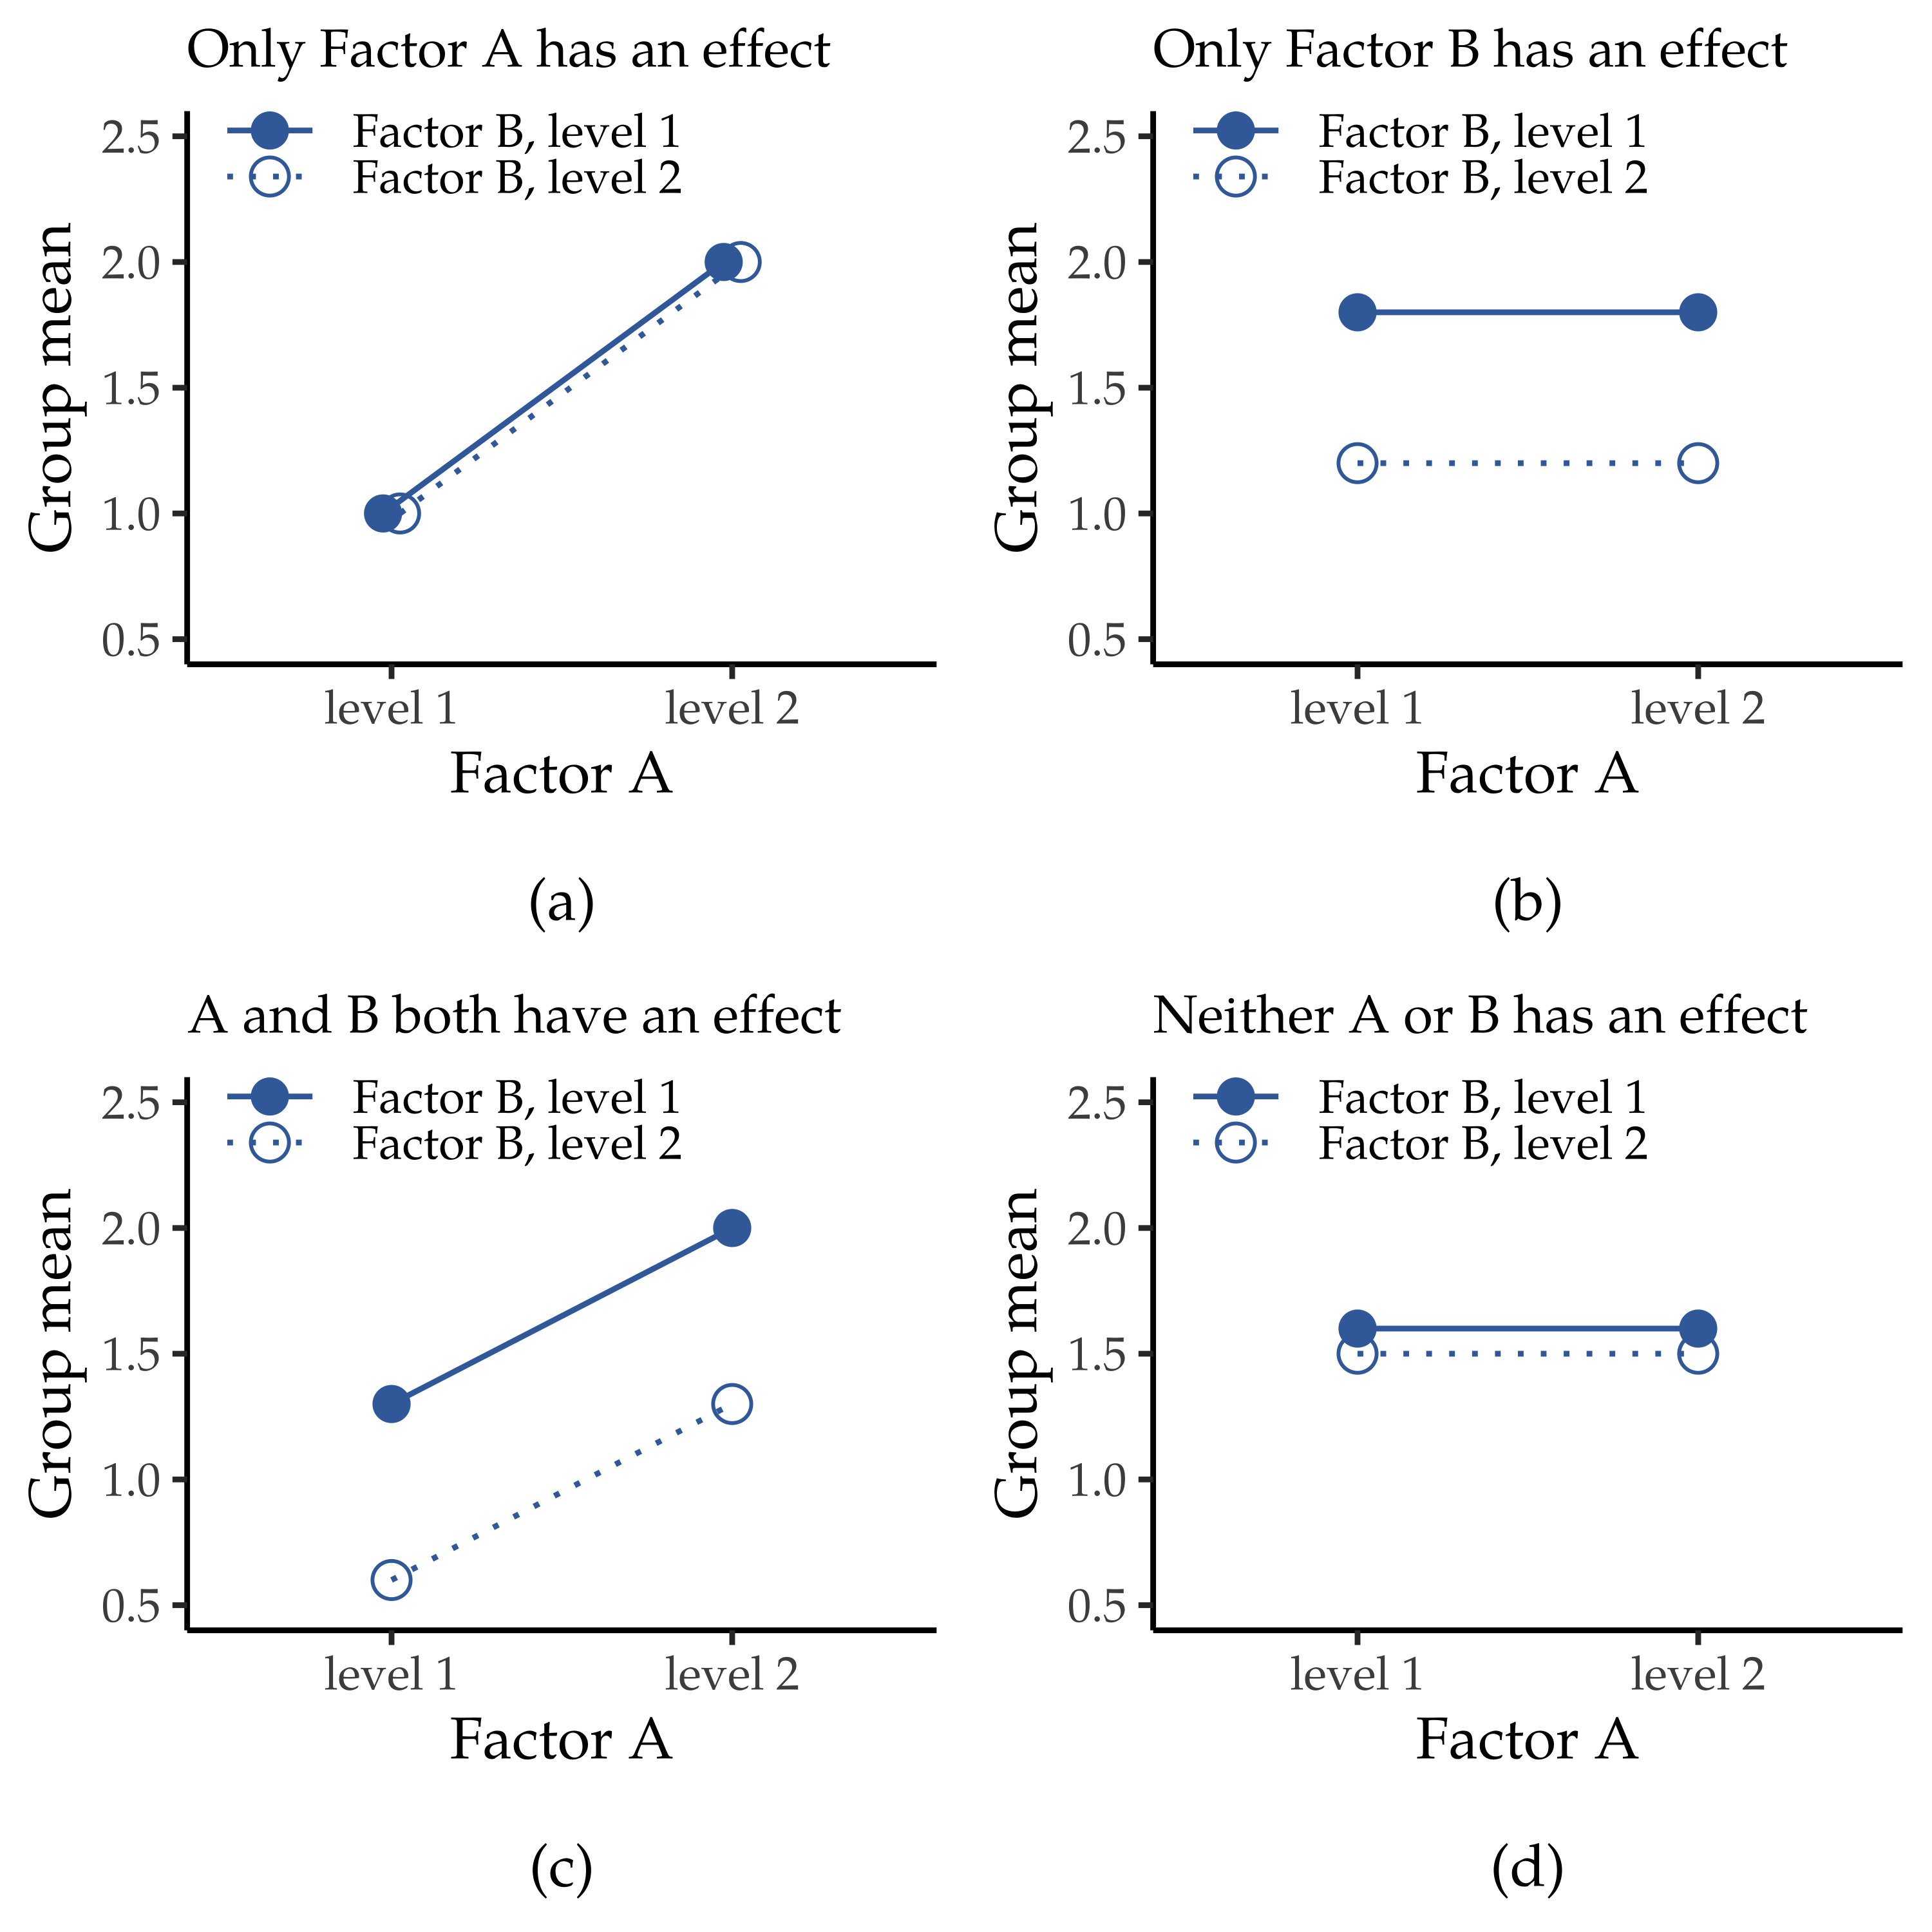 Only Factor A has an effect
Factor B, level 1
Factor B, level 2
2.5
2.0
1.5
1.0
0.5
Group mean
level 1 level 2
Factor A
(a)
Only Factor B has an effect
Factor B, level 1
Factor B, level 2
2.5
2.0
1.5
1.0
0.5
Group mean
level 1 level 2
Factor A
(b)
A and B both have an effect
Factor B, level 1
Factor B, level 2
2.5
2.0
1.5
1.0
0.5
Group mean
level 1 level 2
Factor A
(c)
Neither A or B has an effect
Factor B, level 1
Factor B, level 2
2.5
2.0
1.5
1.0
0.5
Group mean
level 1 level 2
Factor A
(d)